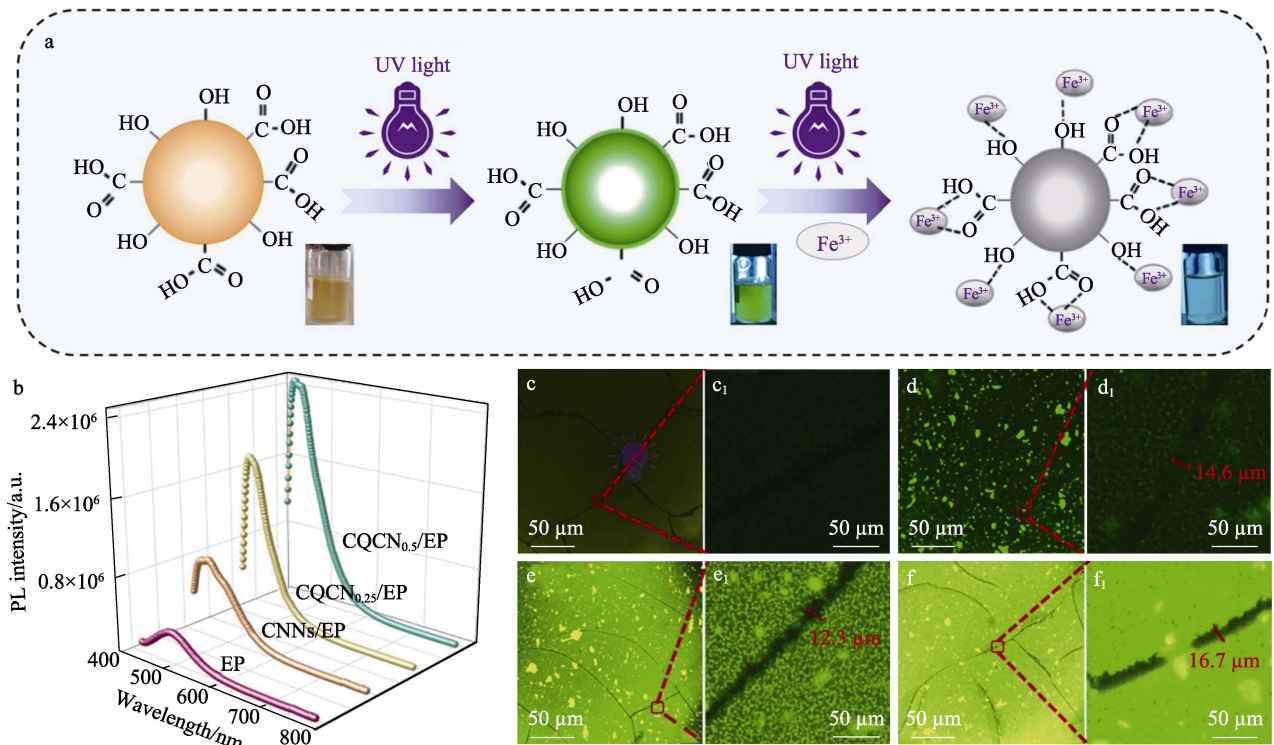 a
UV light
UV light
OH
O
HO
C
OH
HO
C
O
C
O
OH
HO
OH
C
HO
O
OH
O
HO
C
OH
HO
C
O
C
O
OH
HO
OH
HO
O
Fe³⁺
Fe³⁺
Fe³⁺
Fe³⁺
OH
O
HO
C
OH
HO
C
O
C
O
OH
Fe³⁺
Fe³⁺
HO
OH
C
HO
O
Fe³⁺
Fe³⁺
Fe³⁺
b
PL intensity/a.u.
2.4×10⁶
1.6×10⁶
0.8×10⁶
CQCN₀.₅/EP
CQCN₀.₂₅/EP
CNNs/EP
EP
400
500
600
700
800
Wavelength/nm
c
50 µm
c₁
50 µm
d
50 µm
d₁
14.6 µm
50 µm
e
50 µm
e₁
12.3 µm
50 µm
f
50 µm
f₁
16.7 µm
50 µm